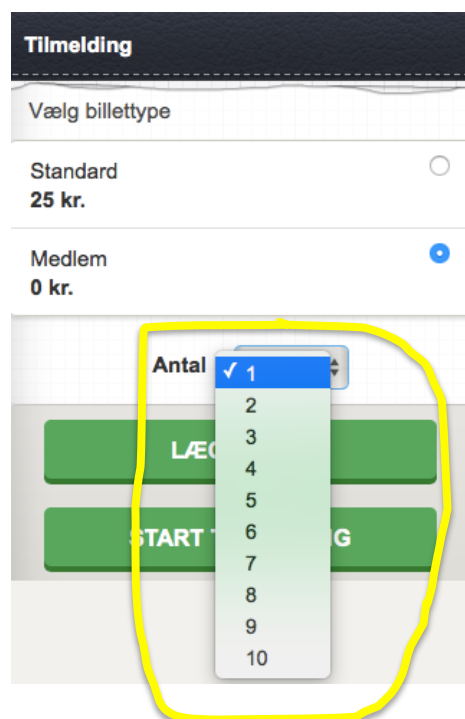 Tilmelding
Vælg billettype
Standard
25 kr.
Medlem
0 kr.
Antal
✓ 1
2
3
4
5
6
7
8
9
10